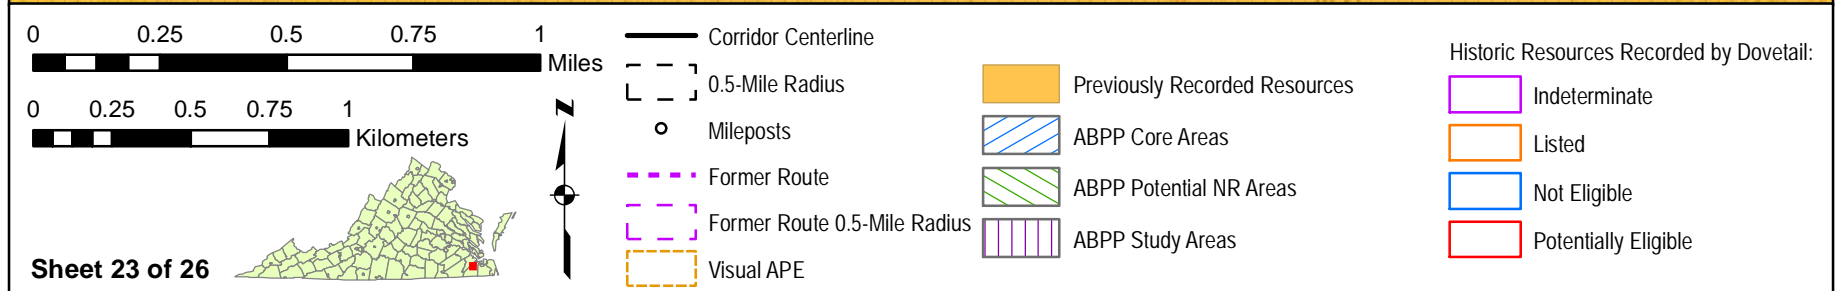 0 0.25 0.5 0.75 1
Miles
0 0.25 0.5 0.75 1
Kilometers
Sheet 23 of 26
N
Corridor Centerline
0.5-Mile Radius
Mileposts
Former Route
Former Route 0.5-Mile Radius
Visual APE
Previously Recorded Resources
ABPP Core Areas
ABPP Potential NR Areas
ABPP Study Areas
Historic Resources Recorded by Dovetail:
Indeterminate
Listed
Not Eligible
Potentially Eligible